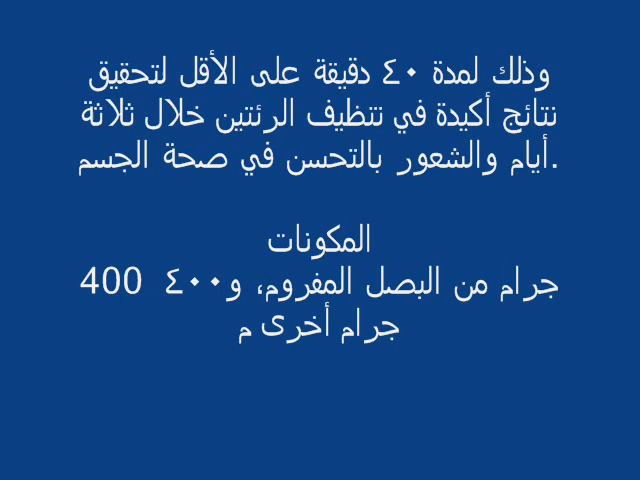 وذلك لمدة ٤٠ دقيقة على الأقل لتحقيق
نتائج أكيدة في تنظيف الرئتين خلال ثلاثة
أيام والشعور بالتحسن في صحة الجسم.
المكونات
400 جرام من البصل المفروم، و٤٠٠
جرام أخرى م